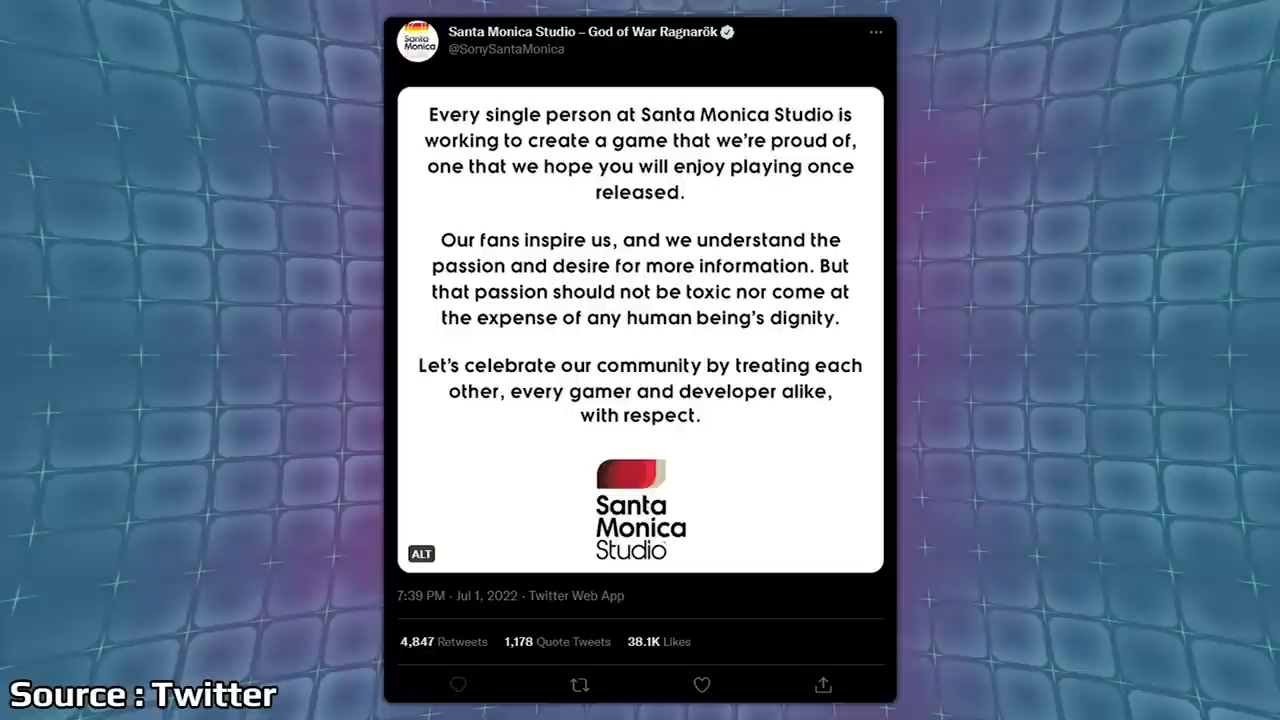 Santa Monica Studio – God of War Ragnarök
@SonySantaMonica
Santa
Monica
Every single person at Santa Monica Studio is
working to create a game that we're proud of,
one that we hope you will enjoy playing once
released.
Our fans inspire us, and we understand the
passion and desire for more information. But
that passion should not be toxic nor come at
the expense of any human being's dignity.
Let's celebrate our community by treating each
other, every gamer and developer alike,
with respect.
Santa
Monica
Studio
ALT
7:39 PM · Jul 1, 2022 · Twitter Web App
4,847 Retweets 1,178 Quote Tweets 38.1K Likes
Source : Twitter